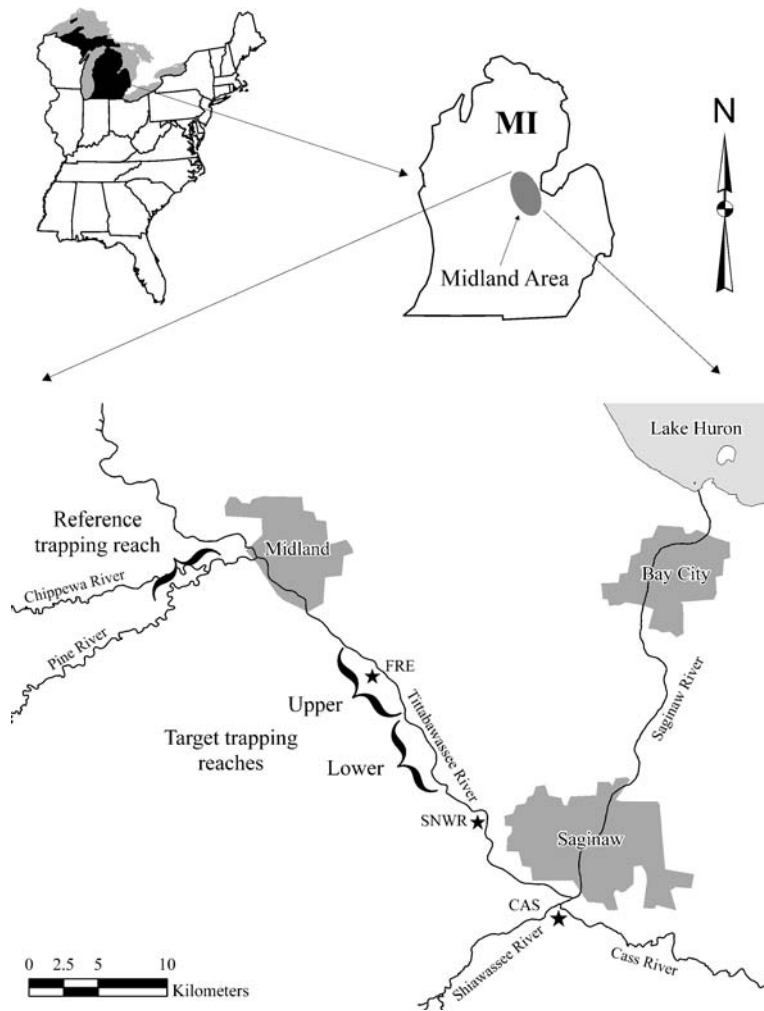 MI
N
Midland Area
Lake Huron
Reference
trapping reach
Midland
Bay City
Chippewa River
Pine River
FRE
Upper
Tittabawassee River
Saginaw River
Target trapping
reaches
Lower
SNWR
Saginaw
CAS
Shiawassee River
Cass River
0 2.5 5 10
Kilometers